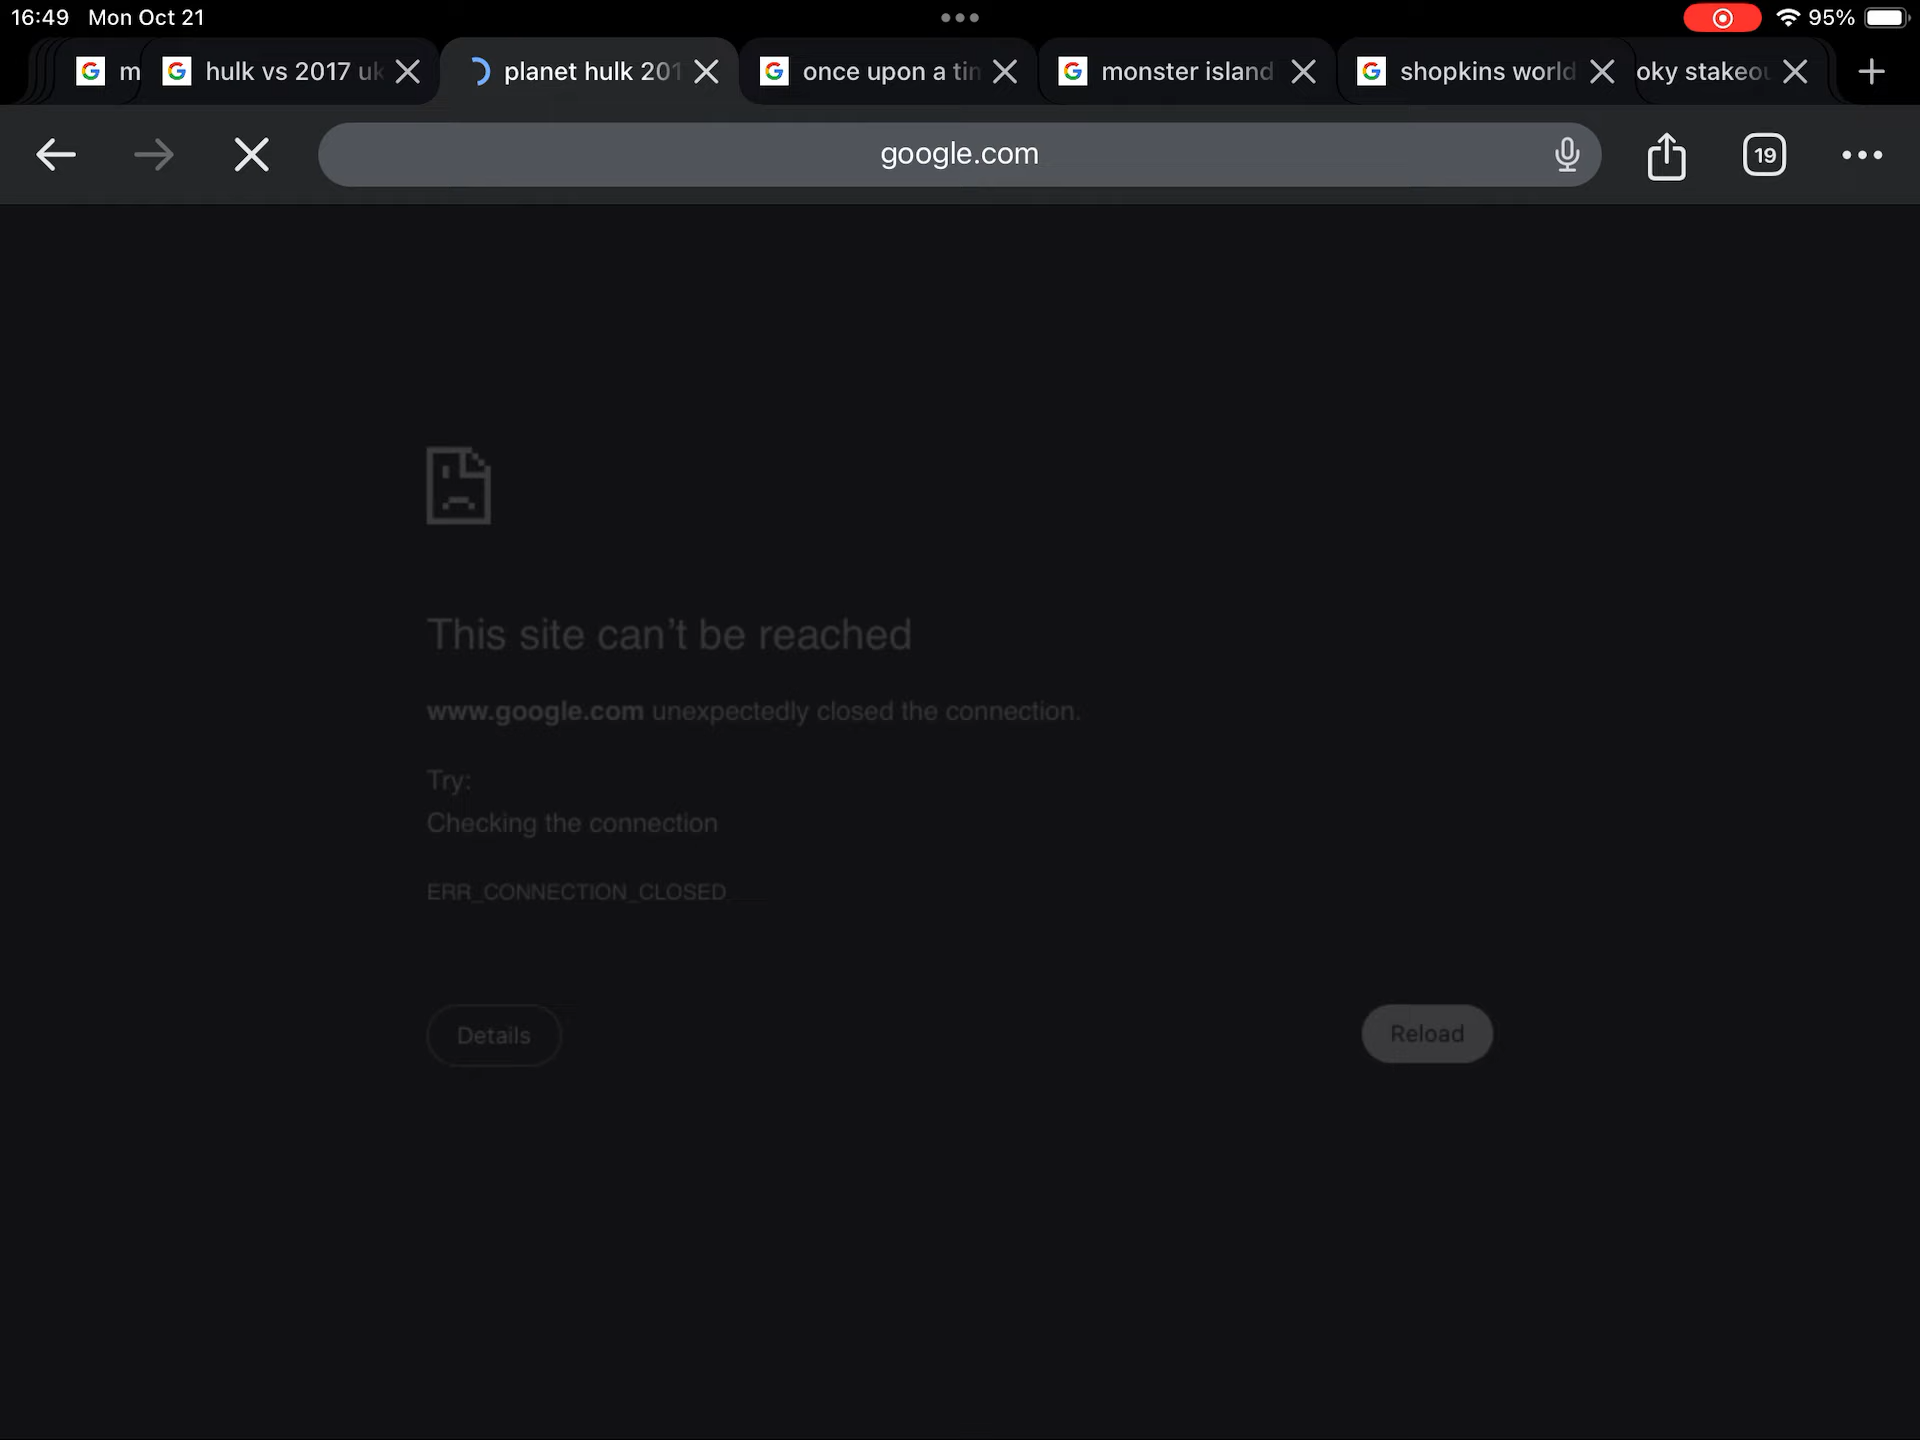 16:49 Mon Oct 21 95%
m hulk vs 2017 uk planet hulk 201 once upon a tin monster island shopkins world oky stakeou
google.com 19
This site can't be reached
www.google.com unexpectedly closed the connection.
Try:
Checking the connection
ERR_CONNECTION_CLOSED
Details Reload